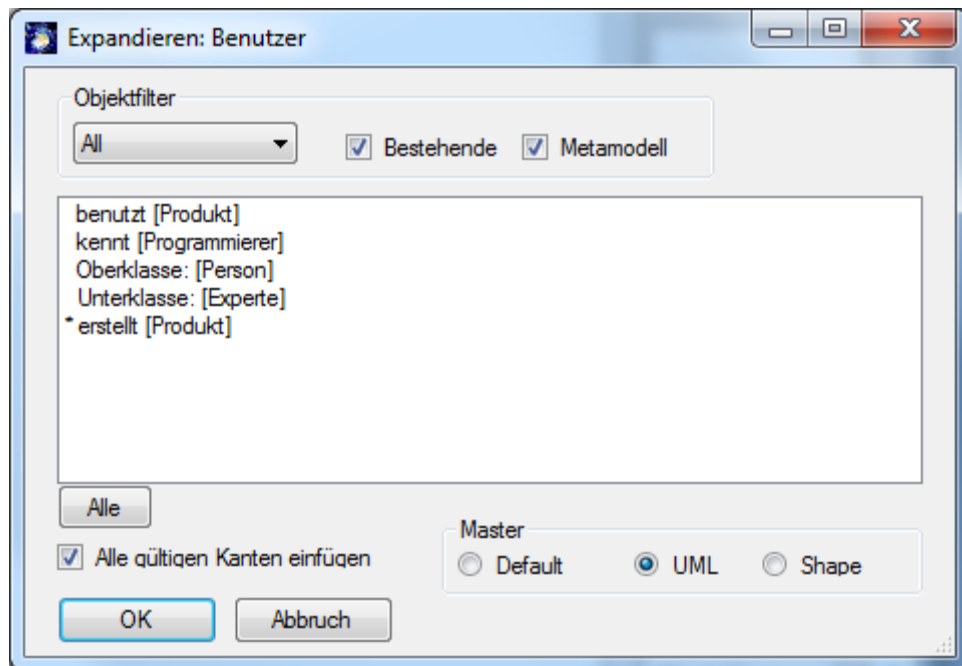 Expandieren: Benutzer
Objektfilter
All
Bestehende
Metamodell
benutzt [Produkt]
kennt [Programmierer]
Oberklasse: [Person]
Unterklasse: [Experte]
* erstellt [Produkt]
Alle
Alle gültigen Kanten einfügen
Master
Default
UML
Shape
OK
Abbruch